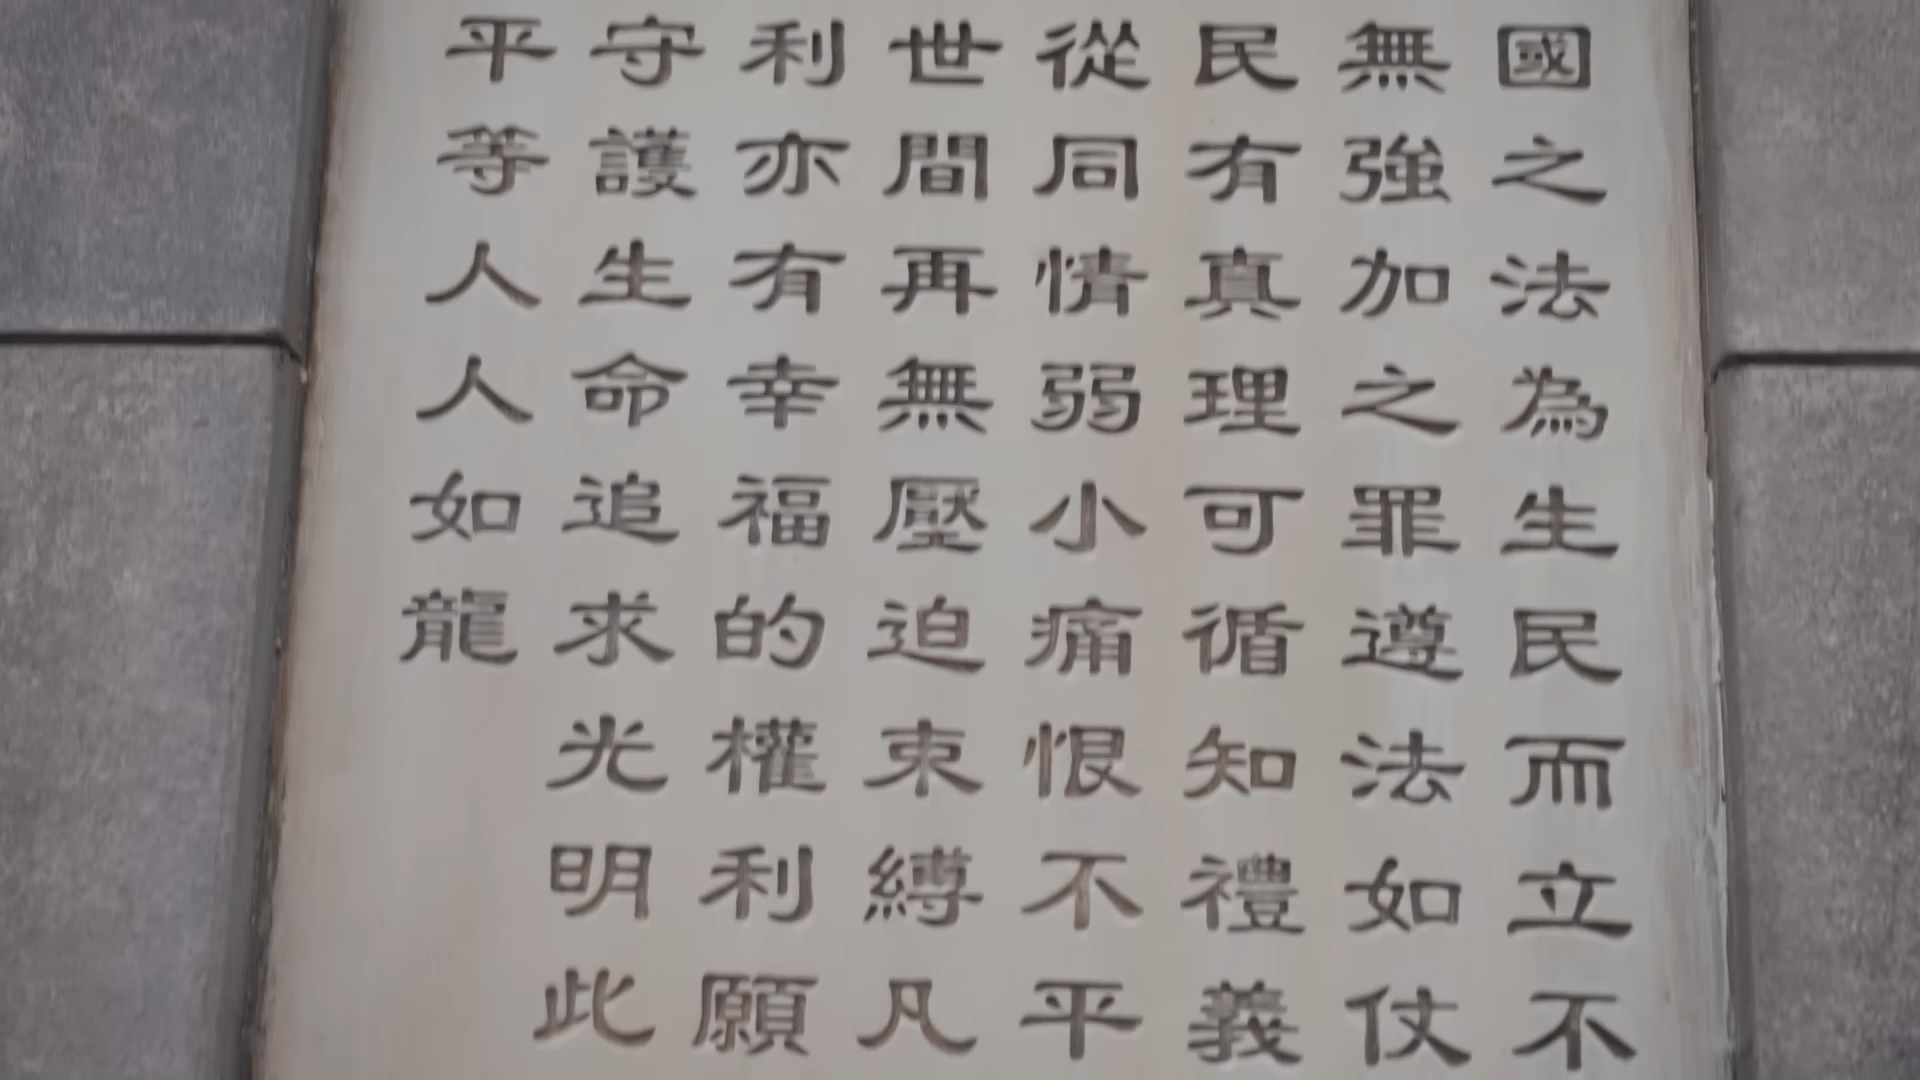 國之法為生民而立不
無強加之罪遵法如仗
民有真理可循知禮義
從同情弱小痛恨不平
世間再無壓迫束縛凡
利亦有幸福的權利願
守護生命追求光明此
平等人人如龍